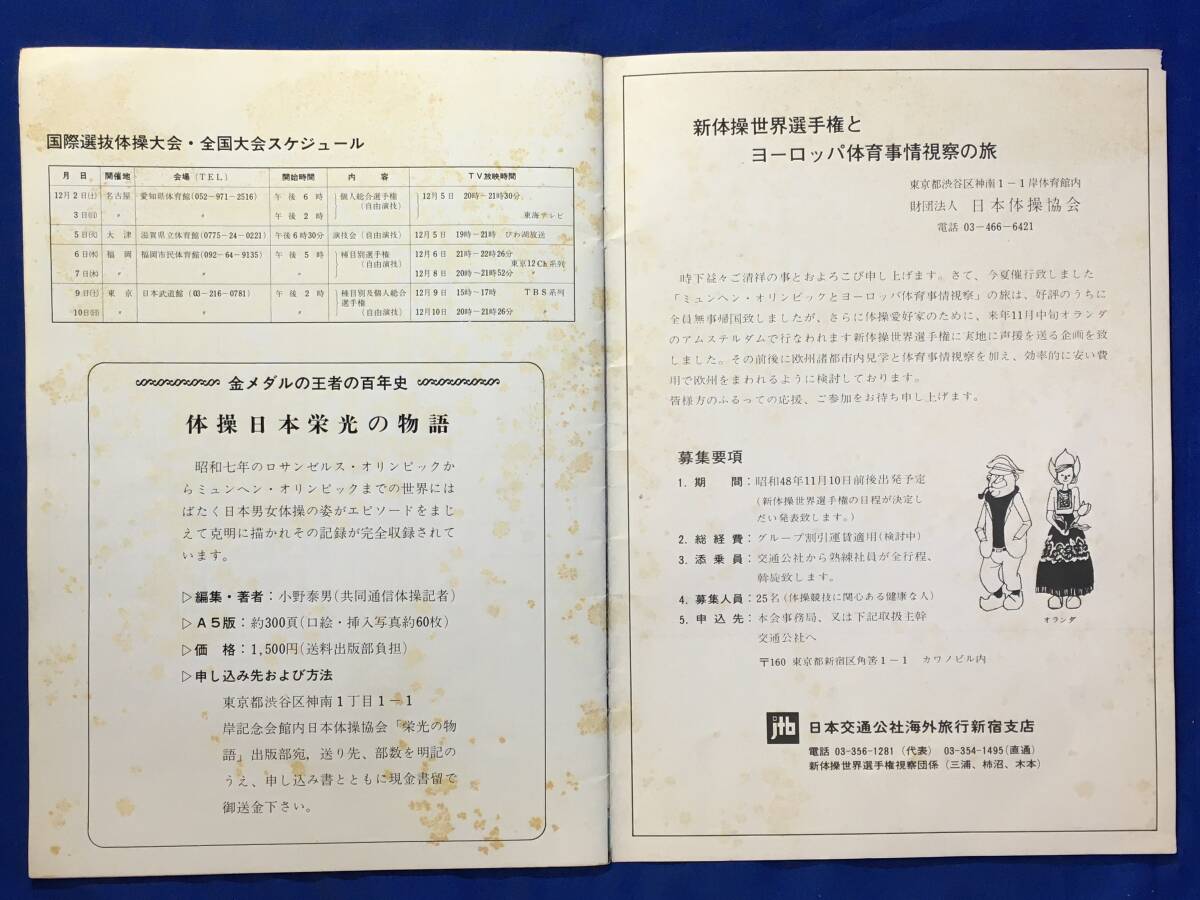 国際選抜体操大会・全国大会スケジュール
月日 開催地 会場(TEL) 開始時間 内容 TV放映時間
12月2日(土) 名古屋 愛知県体育館(052-971-2516) 午後6時 個人総合選手権(自由演技) 12月5日 20時~21時30分
3日(日) 〃 〃 午後2時 東海テレビ
5日(火) 大津 滋賀県立体育館(0775-24-0221) 午後6時30分 演技会(自由演技) 12月5日 19時~21時 びわ湖放送
6日(水) 福岡 福岡市民体育館(092-64-9135) 午後5時 種目別選手権(自由演技) 12月6日 21時~22時26分
7日(木) 〃 〃 〃 12月8日 20時~21時52分 東京12Ch系列
9日(土) 東京 日本武道館(03-216-0781) 午後2時 種目別及個人総合選手権(自由演技) 12月9日 15時~17時 TBS系列
10日(日) 12月10日 20時~21時26分 〃
金メダルの王者の百年史
体操日本栄光の物語
昭和七年のロサンゼルス・オリンピックか
らミュンヘン・オリンピックまでの世界には
ばたく日本男女体操の姿がエピソードをまじ
えて克明に描かれその記録が完全収録されて
います。
▷編集・著者:小野泰男(共同通信体操記者)
▷A5版:約300頁(口絵・挿入写真約60枚)
▷価格:1,500円(送料出版部負担)
▷申し込み先および方法
東京都渋谷区神南1丁目1-1
岸記念会館内日本体操協会「栄光の物
語」出版部宛,送り先、部数を明記の
うえ、申し込み書とともに現金書留で
御送金下さい。
新体操世界選手権と
ヨーロッパ体育事情視察の旅
東京都渋谷区神南1-1岸体育館内
財団法人 日本体操協会
電話 03-466-6421
時下益々ご清祥の事とおよろこび申し上げます。さて、今夏催行致しました
「ミュンヘン・オリンピックとヨーロッパ体育事情視察」の旅は、好評のうちに
全員無事帰国致しましたが、さらに体操愛好家のために、来年11月中旬オランダ
のアムステルダムで行なわれます新体操世界選手権に実地に声援を送る企画を致
しました。その前後に欧州諸都市内見学と体育事情視察を加え、効率的に安い費
用で欧州をまわれるように検討しております。
皆様方のふるっての応援、ご参加をお待ち申し上げます。
募集要項
1. 期間:昭和48年11月10日前後出発予定
(新体操世界選手権の日程が決定し
だい発表致します。)
2. 総経費:グループ割引運賃適用(検討中)
3. 添乗員:交通公社から熟練社員が全行程、
斡旋致します。
4. 募集人員:25名(体操競技に関心ある健康な人)
5. 申込先:本会事務局、又は下記取扱主幹
交通公社へ
〒160 東京都新宿区角筈1-1 カワノビル内
オランダ
jtb 日本交通公社海外旅行新宿支店
電話 03-356-1281(代表) 03-354-1495(直通)
新体操世界選手権視察団係(三浦、柿沼、木本)